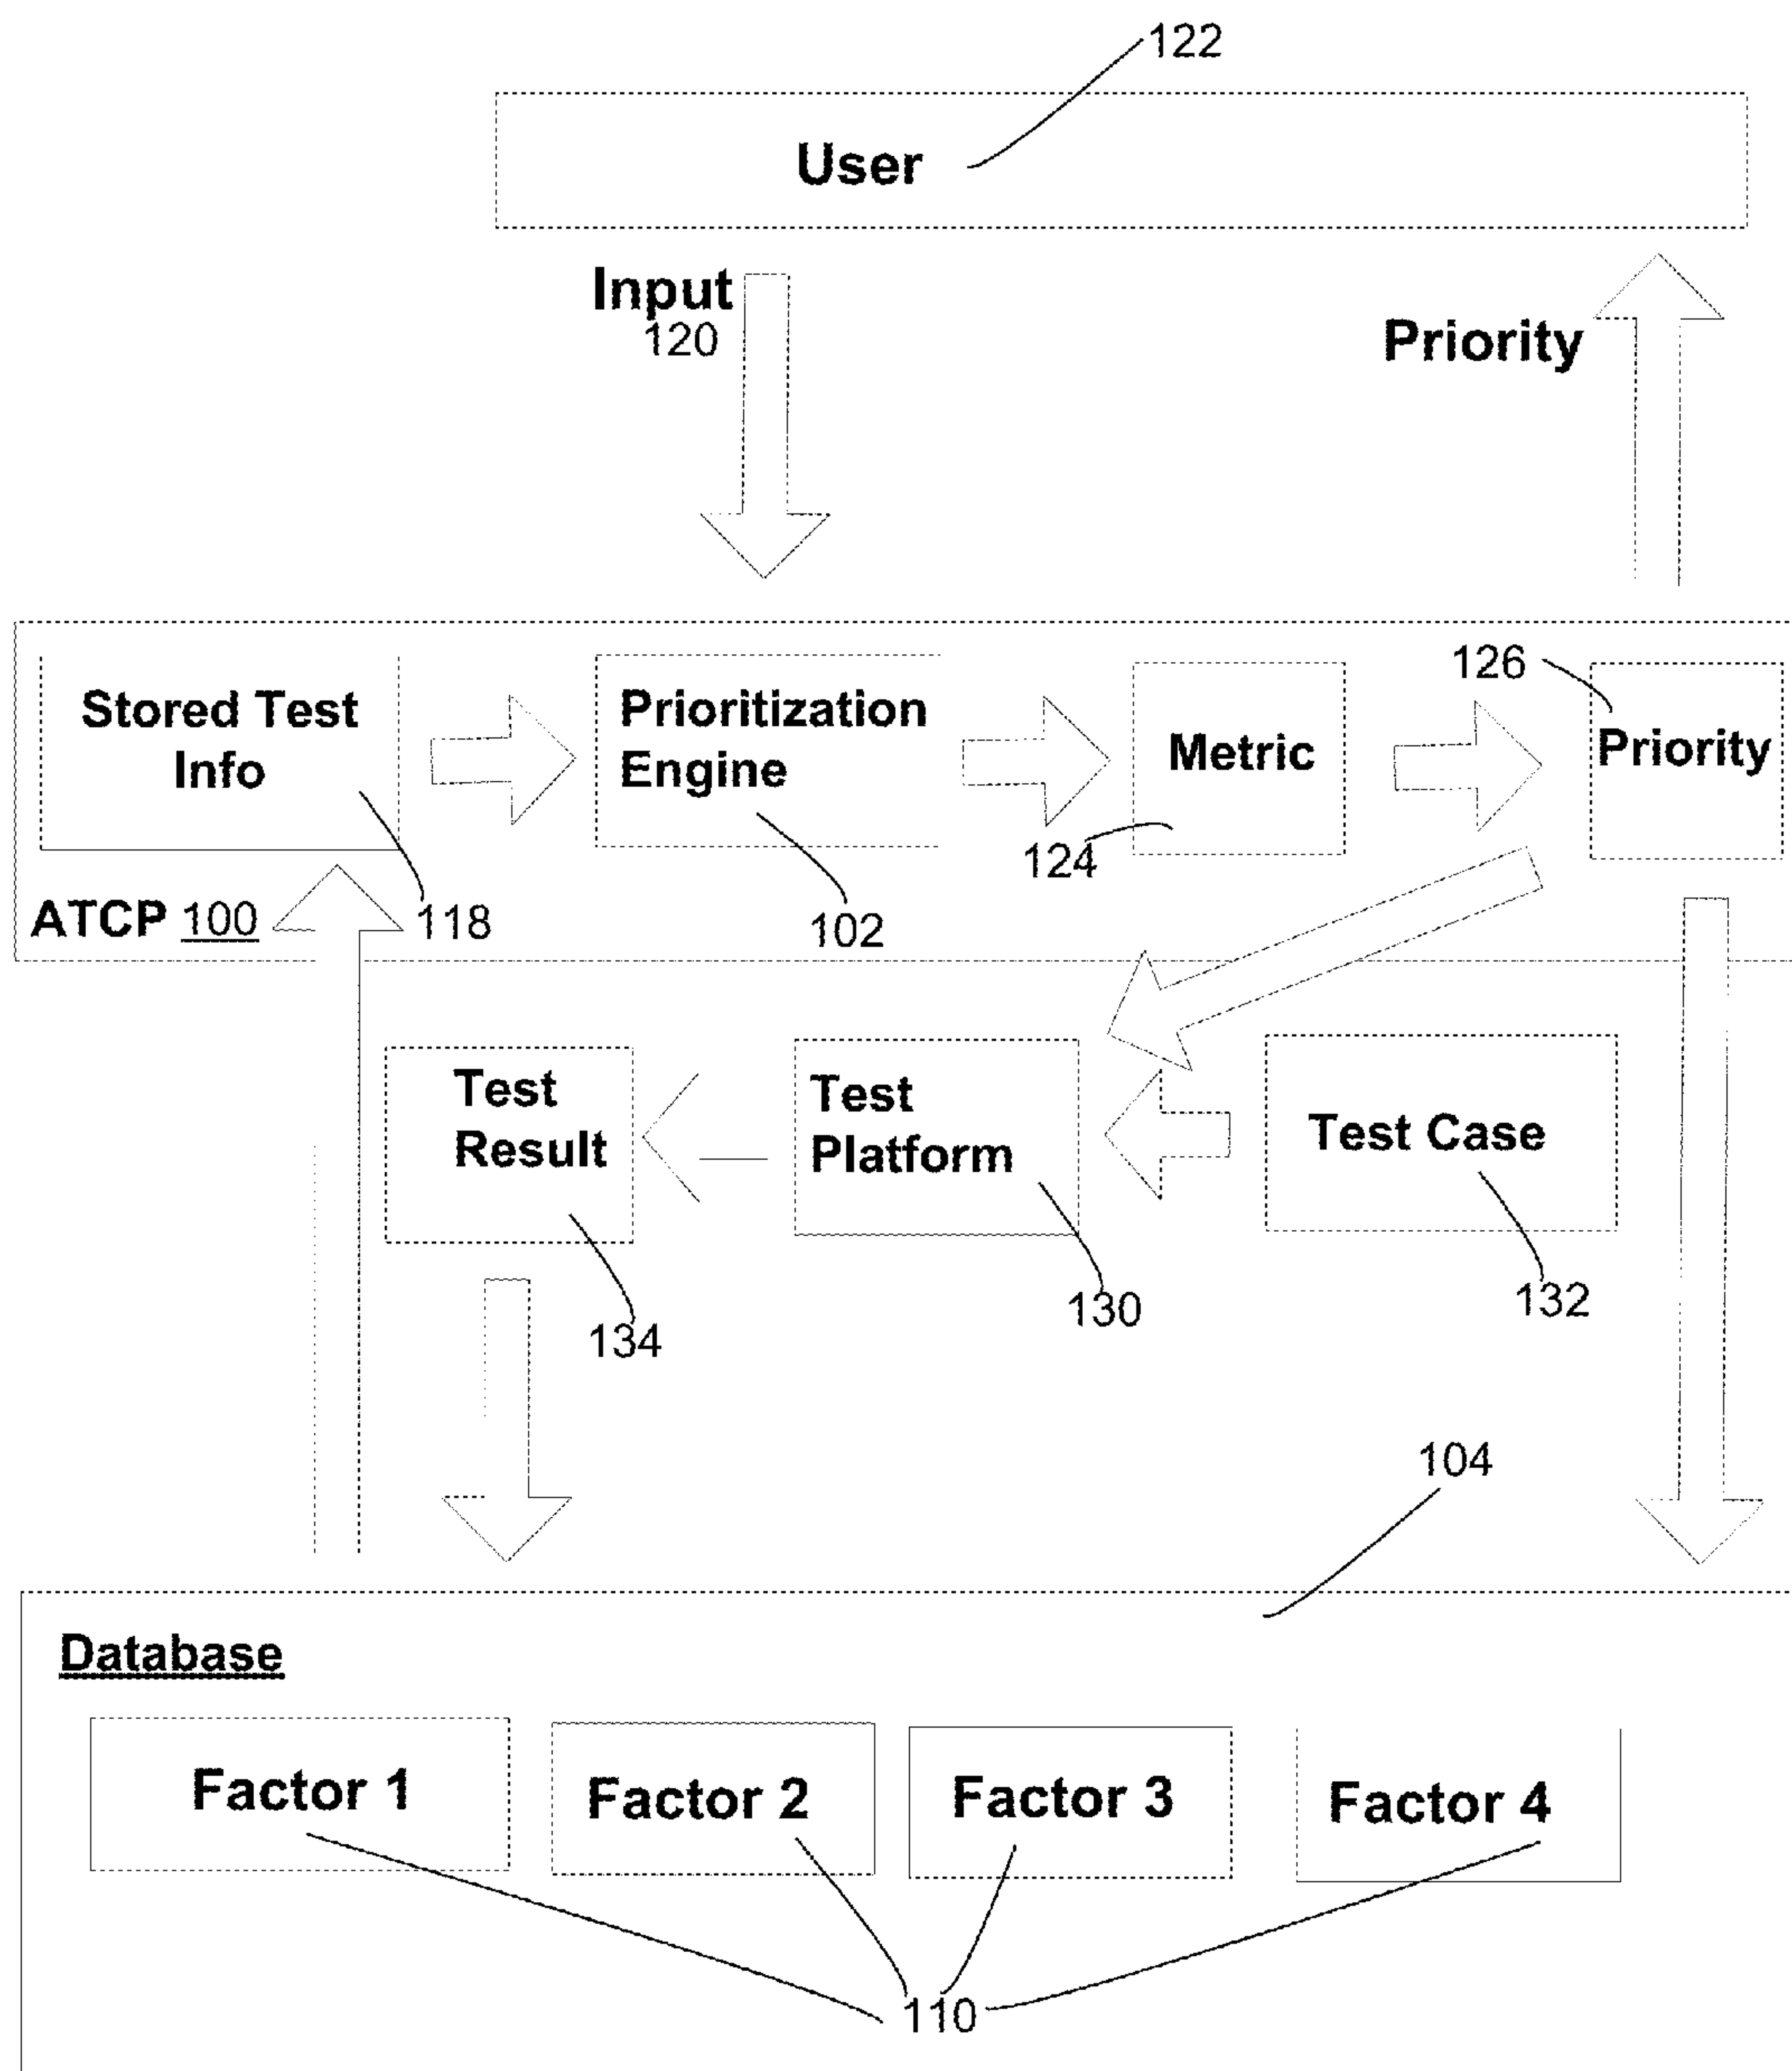 122
User
Input
120
Priority
Stored Test
Info
Prioritization
Engine
Metric
126
Priority
124
ATCP 100
118
102
Test
Result
Test
Platform
Test Case
134
130
132
104
Database
Factor 1
Factor 2
Factor 3
Factor 4
110